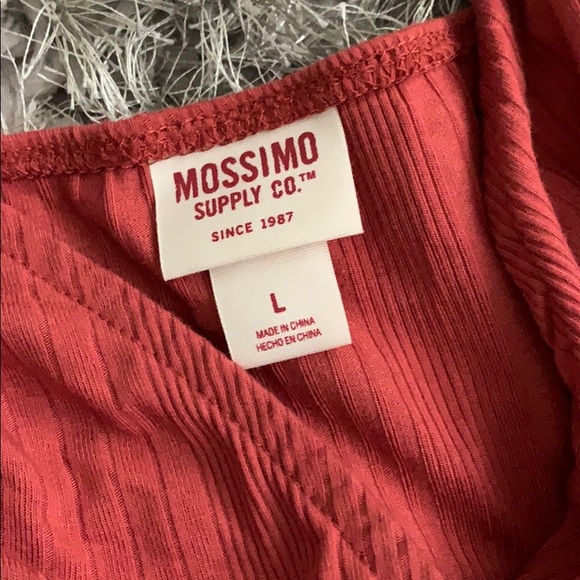 MOSSIMO
SUPPLY CO.™
SINCE 1987
L
MADE IN CHINA
HECHO EN CHINA